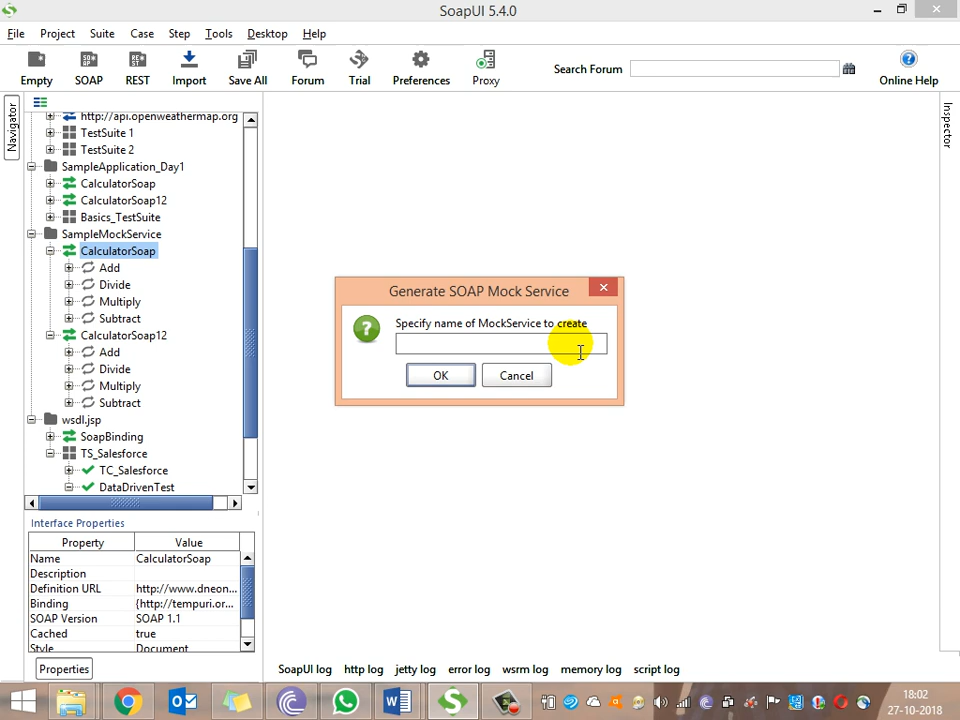 SoapUI 5.4.0
File Project Suite Case Step Tools Desktop Help
Empty SOAP REST Import Save All Forum Trial Preferences Proxy Search Forum Online Help
Navigator
Inspector
http://api.openweathermap.org
TestSuite 1
TestSuite 2
SampleApplication_Day1
CalculatorSoap
CalculatorSoap12
Basics_TestSuite
SampleMockService
CalculatorSoap
Add
Divide
Multiply
Subtract
CalculatorSoap12
Add
Divide
Multiply
Subtract
wsdl.jsp
SoapBinding
TS_Salesforce
TC_Salesforce
DataDrivenTest
Generate SOAP Mock Service
Specify name of MockService to create
OK Cancel
Interface Properties
Property Value
Name CalculatorSoap
Description
Definition URL http://www.dneon...
Binding {http://tempuri.or...
SOAP Version SOAP 1.1
Cached true
Style Document
Properties
SoapUI log http log jetty log error log wsrm log memory log script log
18:02
27-10-2018